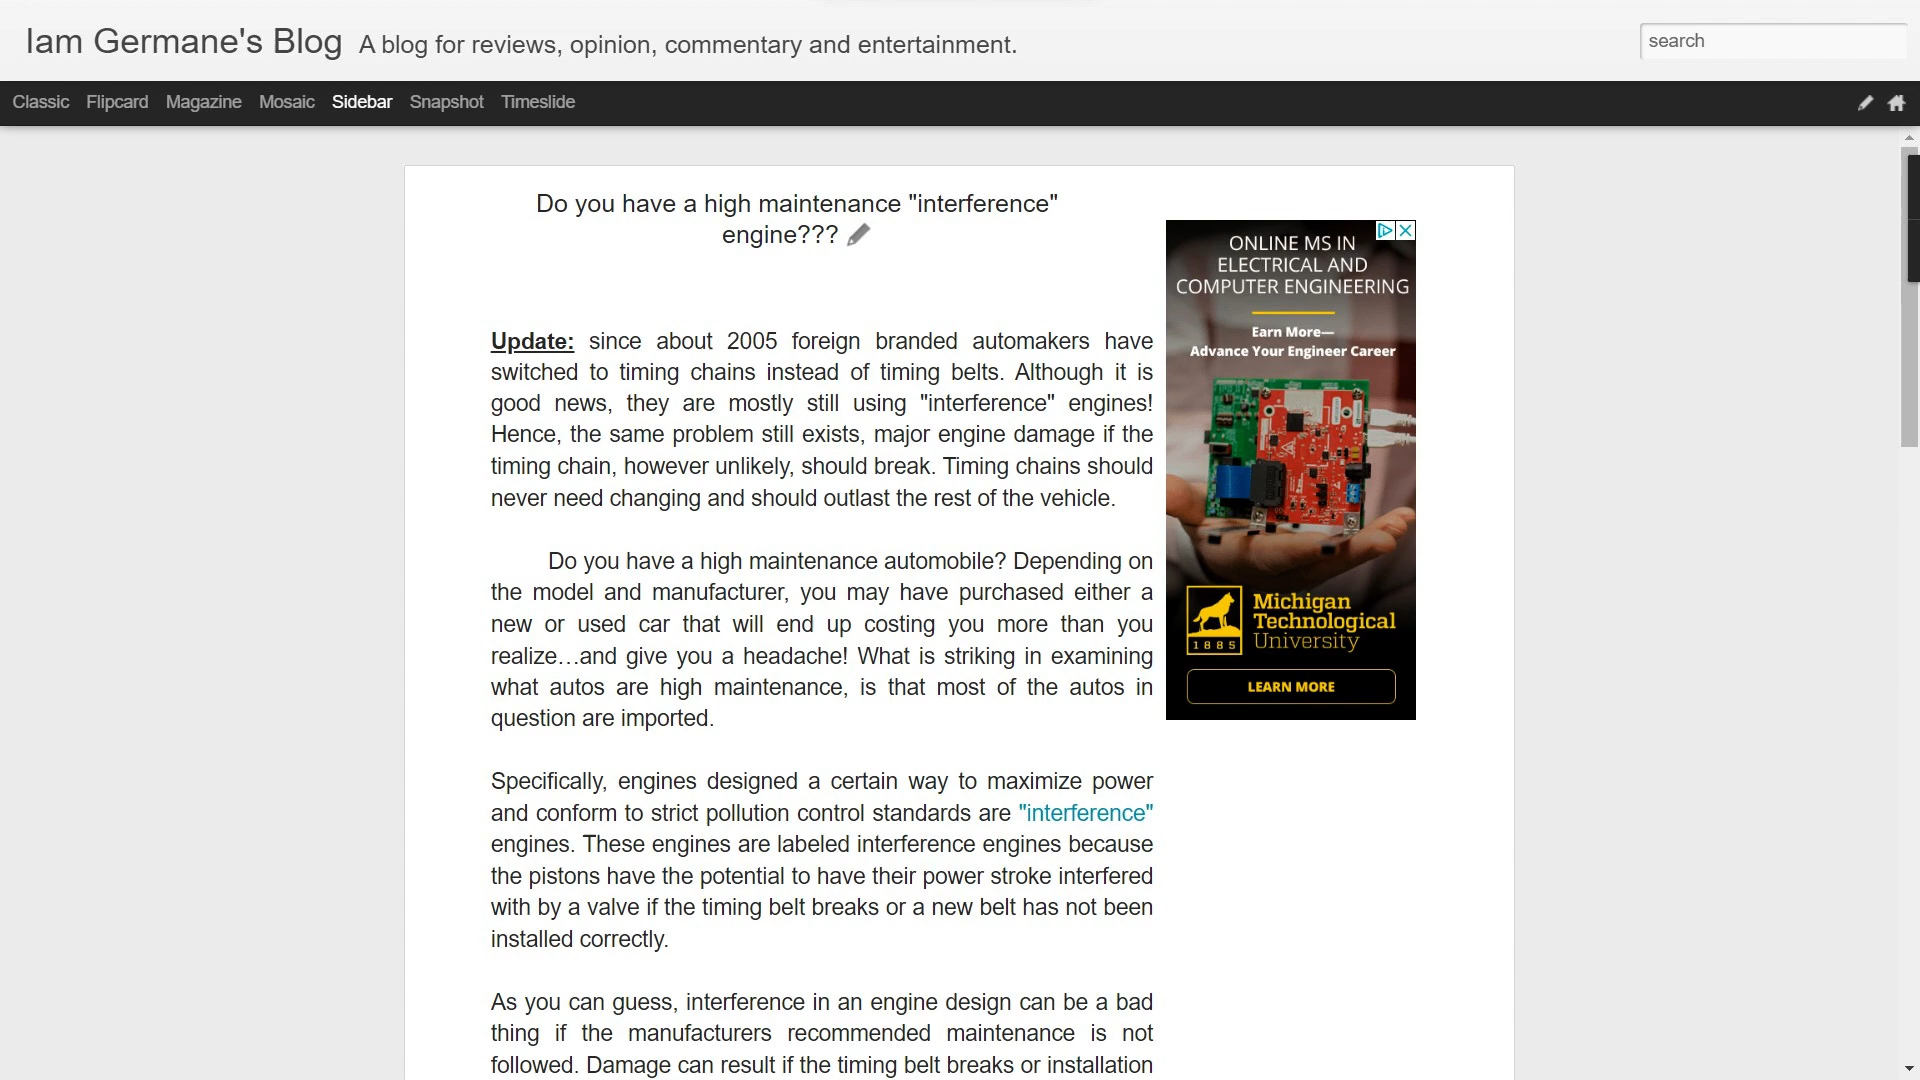 Iam Germane's Blog A blog for reviews, opinion, commentary and entertainment.
search
Classic Flipcard Magazine Mosaic Sidebar Snapshot Timeslide
Do you have a high maintenance "interference"
engine???
Update: since about 2005 foreign branded automakers have
switched to timing chains instead of timing belts. Although it is
good news, they are mostly still using "interference" engines!
Hence, the same problem still exists, major engine damage if the
timing chain, however unlikely, should break. Timing chains should
never need changing and should outlast the rest of the vehicle.
Do you have a high maintenance automobile? Depending on
the model and manufacturer, you may have purchased either a
new or used car that will end up costing you more than you
realize…and give you a headache! What is striking in examining
what autos are high maintenance, is that most of the autos in
question are imported.
Specifically, engines designed a certain way to maximize power
and conform to strict pollution control standards are "interference"
engines. These engines are labeled interference engines because
the pistons have the potential to have their power stroke interfered
with by a valve if the timing belt breaks or a new belt has not been
installed correctly.
As you can guess, interference in an engine design can be a bad
thing if the manufacturers recommended maintenance is not
followed. Damage can result if the timing belt breaks or installation
ONLINE MS IN
ELECTRICAL AND
COMPUTER ENGINEERING
Earn More—
Advance Your Engineer Career
Michigan
Technological
University
1885
LEARN MORE